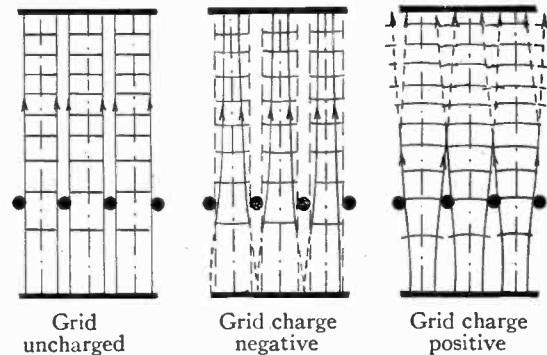 Grid
uncharged
Grid charge
negative
Grid charge
positive